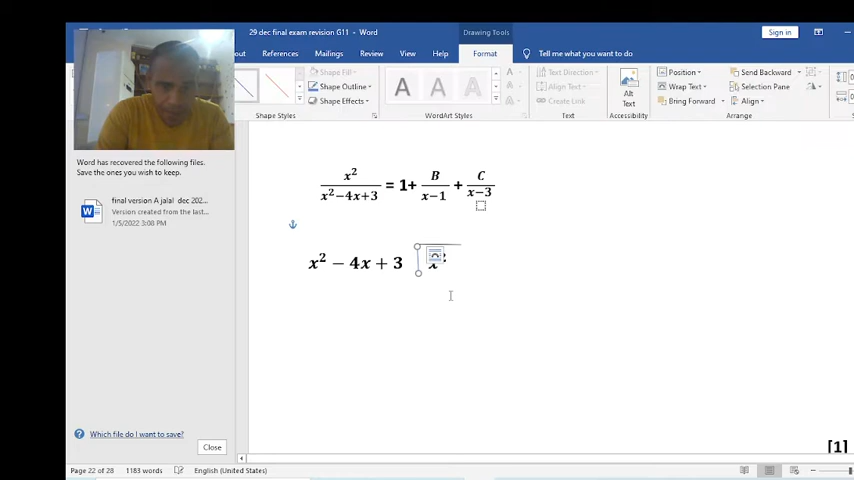 29 dec final exam revision G11 - Word
Drawing Tools
Sign in
out References Mailings Review View Help Format Tell me what you want to do
Shape Fill
Shape Outline
Shape Effects
Shape Styles
WordArt Styles
Text Direction
Align Text
Create Link
Text
Alt Text
Accessibility
Position
Wrap Text
Bring Forward
Send Backward
Selection Pane
Align
Arrange
Word has recovered the following files.
Save the ones you wish to keep.
final version A jalal dec 202...
Version created from the last...
1/5/2022 3:08 PM
x²/(x²−4x+3) = 1+ B/(x−1) + C/(x−3)
x² − 4x + 3 x²
[1]
Which file do I want to save?
Close
Page 22 of 28 1183 words English (United States)